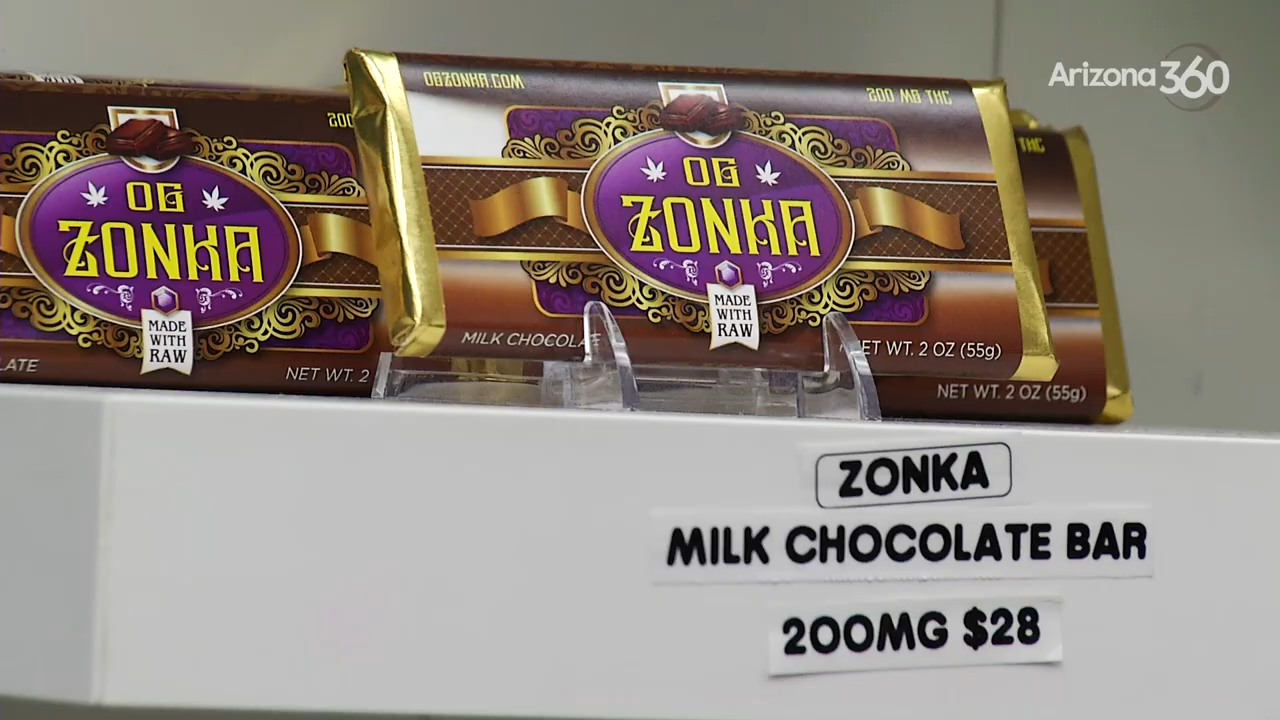 Arizona360
OGZONKA.COM
200 MG THC
OG
ZONKA
MADE
WITH
RAW
MILK CHOCOLATE
NET WT. 2 OZ (55g)
200
OG
ZONKA
MADE
WITH
RAW
LATE
NET WT. 2
THC
NET WT. 2 OZ (55g)
ZONKA
MILK CHOCOLATE BAR
200MG $28